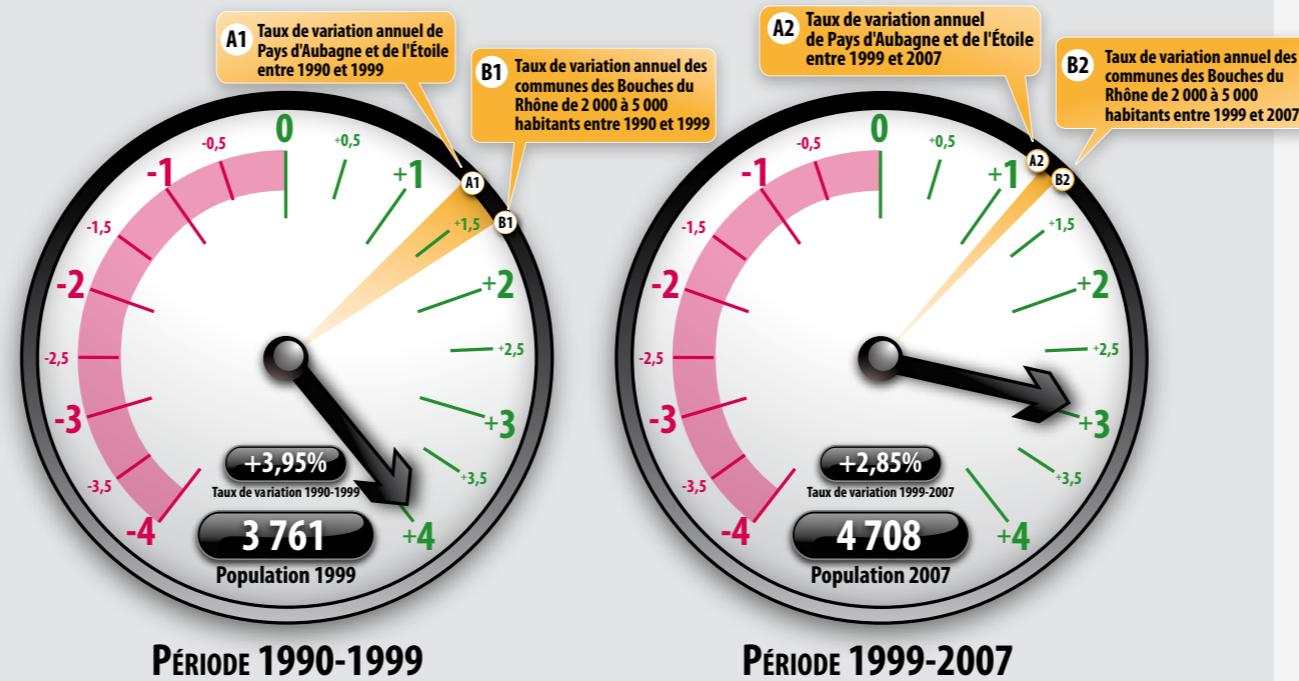 A1
Taux de variation annuel de
Pays d'Aubagne et de l'Étoile
entre 1990 et 1999
B1
Taux de variation annuel des
communes des Bouches du
Rhône de 2 000 à 5 000
habitants entre 1990 et 1999
0
-0,5
+0,5
-1
+1
A1
B1
-1,5
+1,5
-2
+2
-2,5
+2,5
-3
+3
-3,5
+3,5
-4
+4
+3,95%
Taux de variation 1990-1999
3 761
Population 1999
PÉRIODE 1990-1999
A2
Taux de variation annuel
de Pays d'Aubagne et de l'Étoile
entre 1999 et 2007
B2
Taux de variation annuel des
communes des Bouches du
Rhône de 2 000 à 5 000
habitants entre 1999 et 2007
0
-0,5
+0,5
-1
+1
A2
B2
-1,5
+1,5
-2
+2
-2,5
+2,5
-3
+3
-3,5
+3,5
-4
+4
+2,85%
Taux de variation 1999-2007
4 708
Population 2007
PÉRIODE 1999-2007